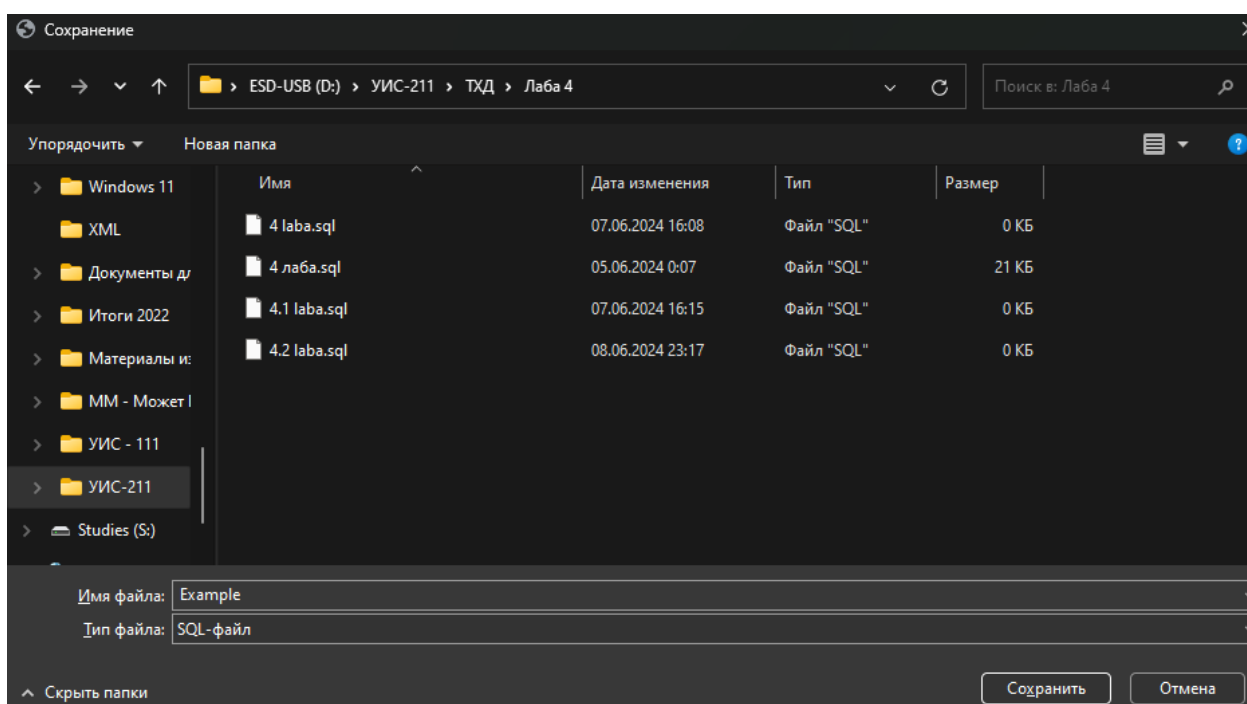 Сохранение
ESD-USB (D:) › УИС-211 › ТХД › Лаба 4
Поиск в: Лаба 4
Упорядочить
Новая папка
Windows 11
XML
Документы дл
Итоги 2022
Материалы из
ММ - Может
УИС - 111
УИС-211
Studies (S:)
Имя Дата изменения Тип Размер
4 laba.sql 07.06.2024 16:08 Файл "SQL" 0 КБ
4 лаба.sql 05.06.2024 0:07 Файл "SQL" 21 КБ
4.1 laba.sql 07.06.2024 16:15 Файл "SQL" 0 КБ
4.2 laba.sql 08.06.2024 23:17 Файл "SQL" 0 КБ
Имя файла: Example
Тип файла: SQL-файл
Скрыть папки
Сохранить
Отмена